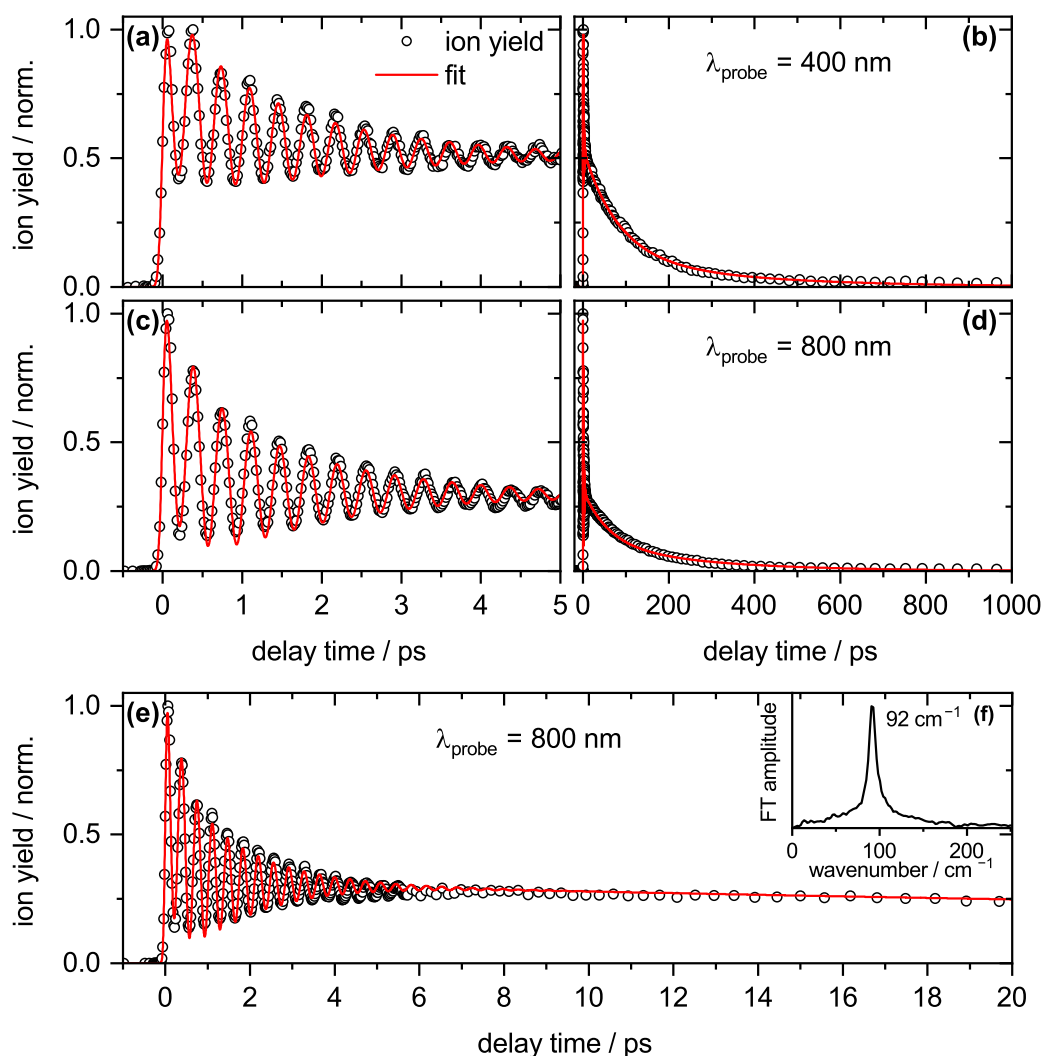 (a)
ion yield
fit
1.0
0.5
0.0
ion yield / norm.
(b)
λprobe = 400 nm
(c)
1.0
0.5
0.0
ion yield / norm.
0 1 2 3 4 5
delay time / ps
(d)
λprobe = 800 nm
0 200 400 600 800 1000
delay time / ps
(e)
λprobe = 800 nm
1.0
0.5
0.0
ion yield / norm.
0 2 4 6 8 10 12 14 16 18 20
delay time / ps
92 cm⁻¹ (f)
FT amplitude
0 100 200
wavenumber / cm⁻¹